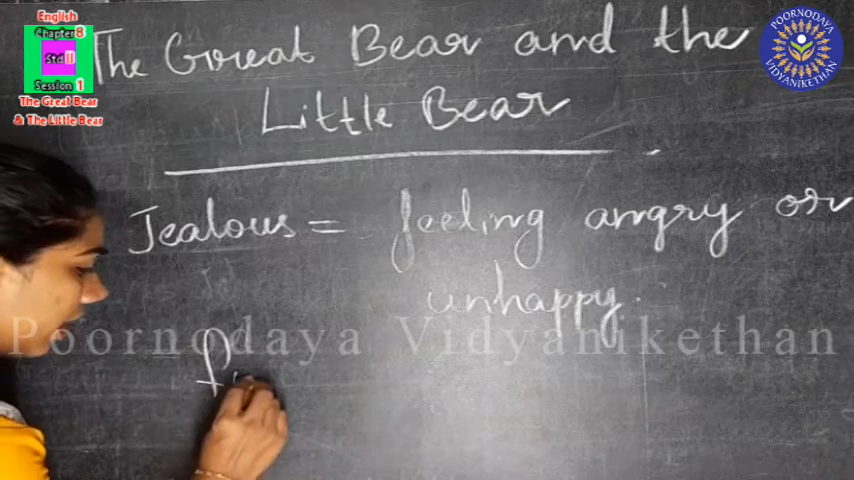 English
Chapter 8
Std II
Session 1
The Great Bear
& The Little Bear
POORNODAYA
VIDYANIKETHAN
The Great Bear and the
Little Bear
Jealous = feeling angry or
unhappy.
Poornodaya Vidyanikethan